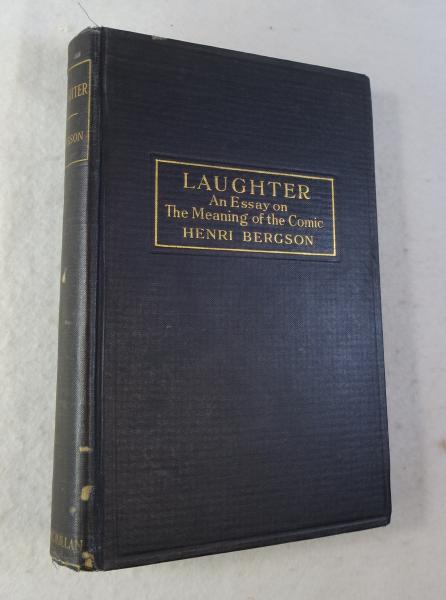 LAUGHTER
An Essay on
The Meaning of the Comic
HENRI BERGSON